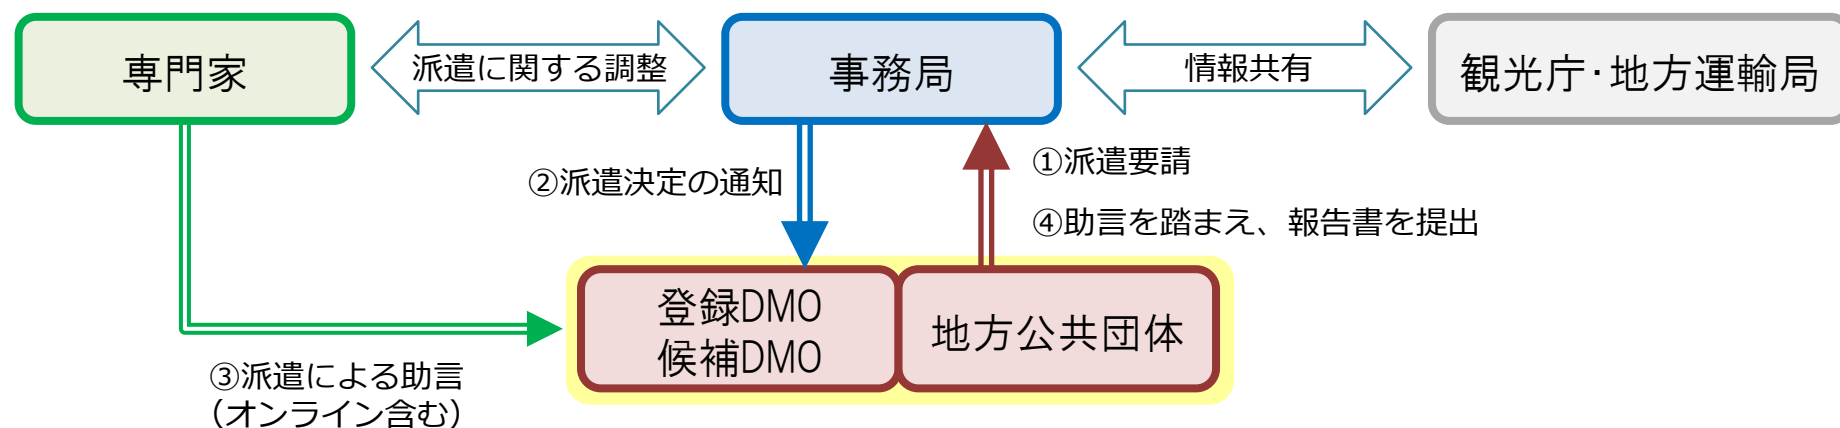 専門家
派遣に関する調整
事務局
情報共有
観光庁・地方運輸局
①派遣要請
②派遣決定の通知
④助言を踏まえ、報告書を提出
登録DMO
候補DMO
地方公共団体
③派遣による助言
（オンライン含む）